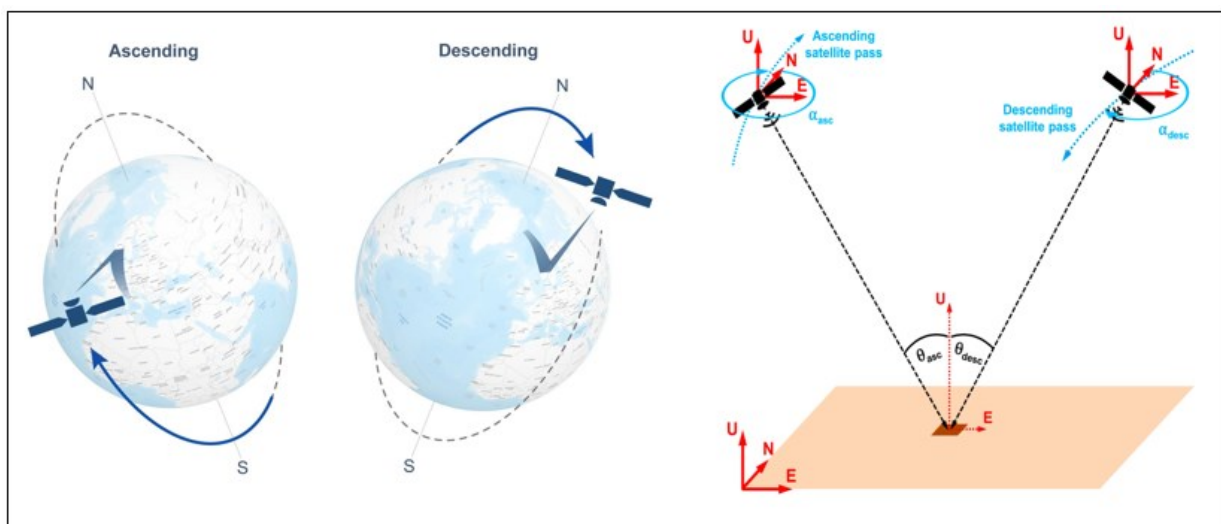 Ascending
Descending
N
N
S
S
U
N
E
Ascending
satellite pass
α_asc
U
N
E
Descending
satellite pass
α_desc
U
θ_asc
θ_desc
E
U
N
E